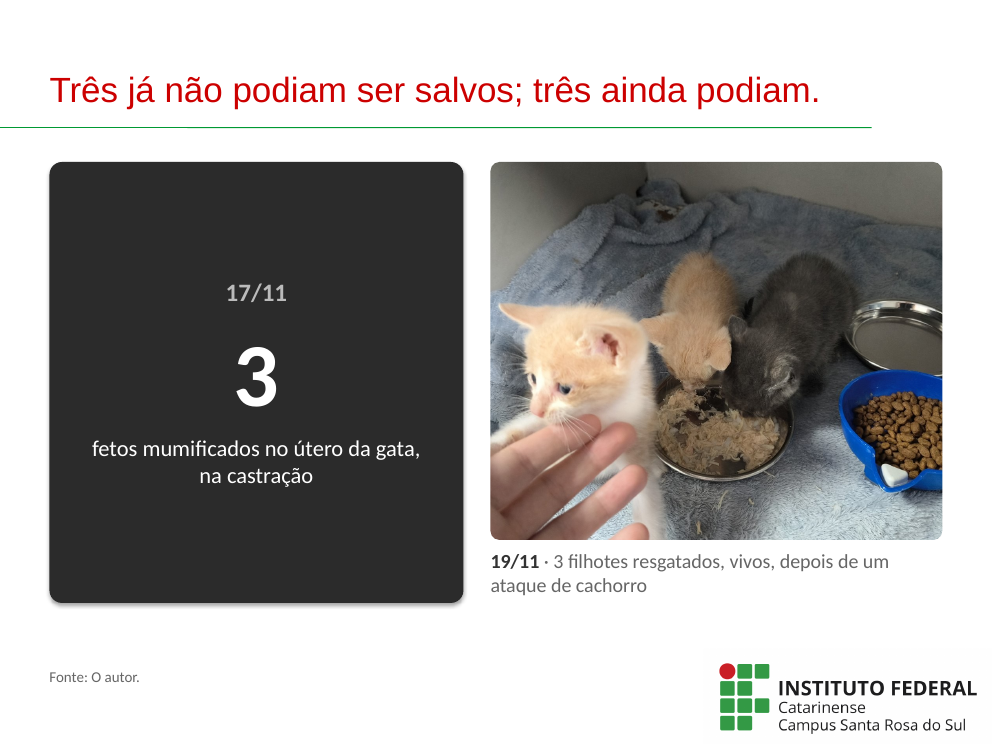 Três já não podiam ser salvos; três ainda podiam.
17/11
3
fetos mumificados no útero da gata,
na castração
19/11 · 3 filhotes resgatados, vivos, depois de um
ataque de cachorro
Fonte: O autor.
INSTITUTO FEDERAL
Catarinense
Campus Santa Rosa do Sul